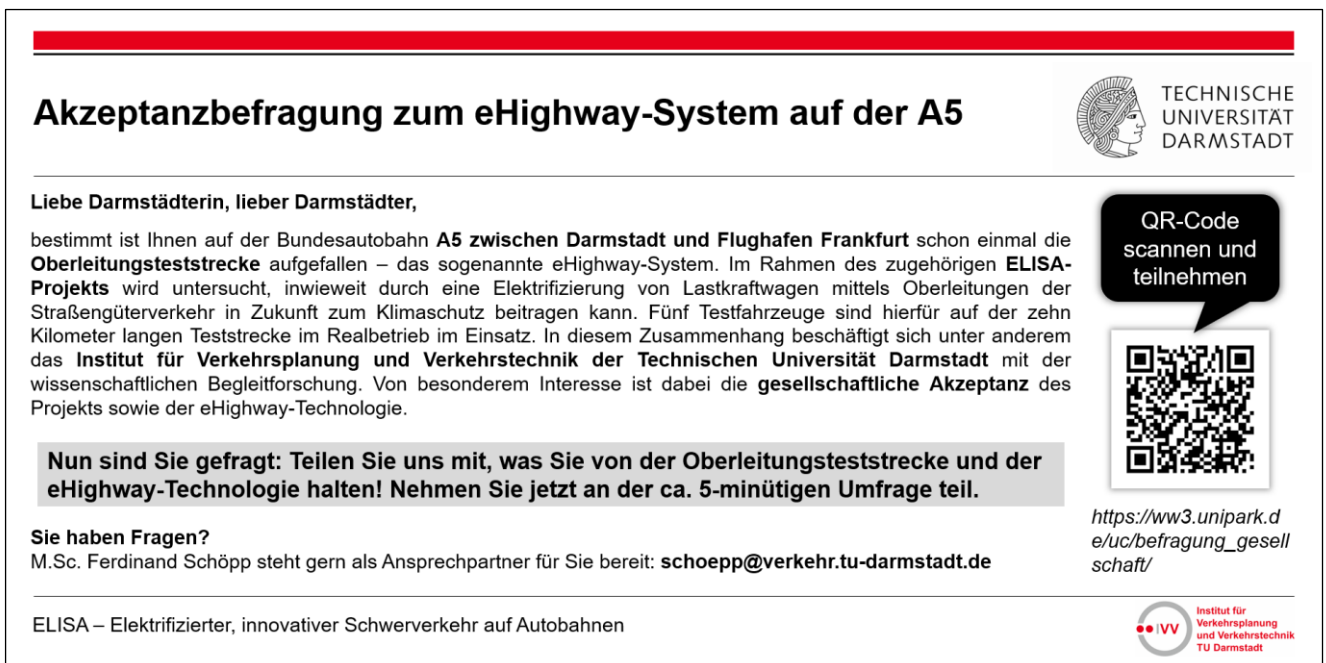 Akzeptanzbefragung zum eHighway-System auf der A5
TECHNISCHE
UNIVERSITÄT
DARMSTADT
Liebe Darmstädterin, lieber Darmstädter,
bestimmt ist Ihnen auf der Bundesautobahn A5 zwischen Darmstadt und Flughafen Frankfurt schon einmal die
Oberleitungsteststrecke aufgefallen – das sogenannte eHighway-System. Im Rahmen des zugehörigen ELISA-
Projekts wird untersucht, inwieweit durch eine Elektrifizierung von Lastkraftwagen mittels Oberleitungen der
Straßengüterverkehr in Zukunft zum Klimaschutz beitragen kann. Fünf Testfahrzeuge sind hierfür auf der zehn
Kilometer langen Teststrecke im Realbetrieb im Einsatz. In diesem Zusammenhang beschäftigt sich unter anderem
das Institut für Verkehrsplanung und Verkehrstechnik der Technischen Universität Darmstadt mit der
wissenschaftlichen Begleitforschung. Von besonderem Interesse ist dabei die gesellschaftliche Akzeptanz des
Projekts sowie der eHighway-Technologie.
Nun sind Sie gefragt: Teilen Sie uns mit, was Sie von der Oberleitungsteststrecke und der
eHighway-Technologie halten! Nehmen Sie jetzt an der ca. 5-minütigen Umfrage teil.
Sie haben Fragen?
M.Sc. Ferdinand Schöpp steht gern als Ansprechpartner für Sie bereit: schoepp@verkehr.tu-darmstadt.de
QR-Code
scannen und
teilnehmen
https://ww3.unipark.d
e/uc/befragung_gesell
schaft/
ELISA – Elektrifizierter, innovativer Schwerverkehr auf Autobahnen
IVV
Institut für
Verkehrsplanung
und Verkehrstechnik
TU Darmstadt